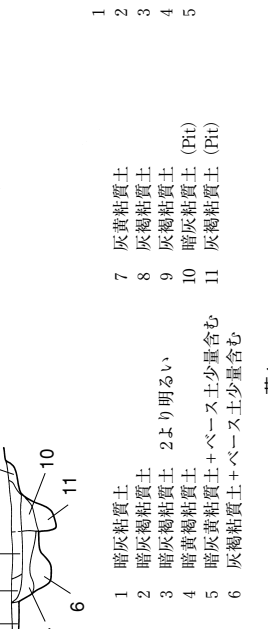 10
11
6
1 暗灰粘質土
2 暗灰褐粘質土
3 暗灰褐粘質土 2より明るい
4 暗黄褐粘質土
5 暗灰黄粘質土＋ベース土少量含む
6 灰褐粘質土＋ベース土少量含む
7 灰黄粘質土
8 灰褐粘質土
9 灰褐粘質土
10 暗灰粘質土 (Pit)
11 灰褐粘質土 (Pit)
1
2
3
4
5